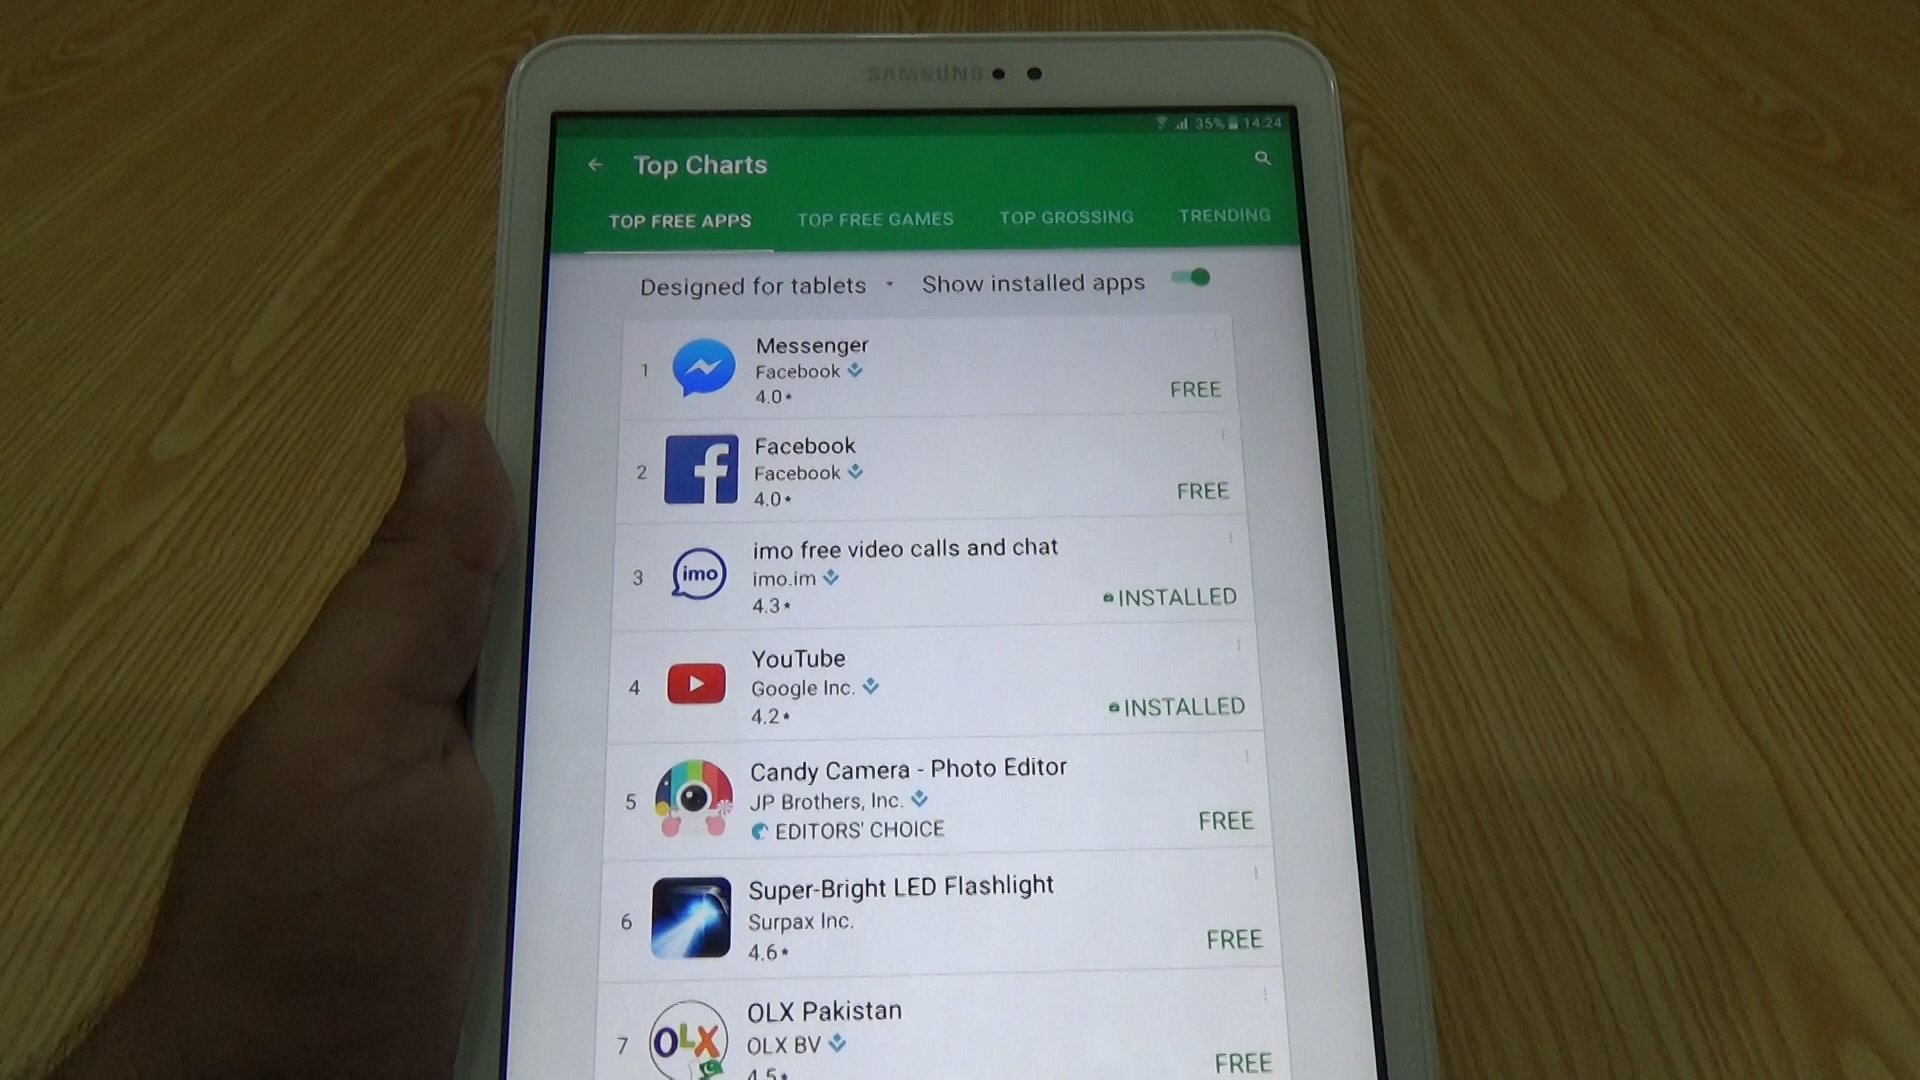 SAMSUNG
35% 14:24
Top Charts
TOP FREE APPS TOP FREE GAMES TOP GROSSING TRENDING
Designed for tablets Show installed apps
1 Messenger
Facebook
4.0★
FREE
2 Facebook
Facebook
4.0★
FREE
3 imo imo free video calls and chat
imo.im
4.3★
INSTALLED
4 YouTube
Google Inc.
4.2★
INSTALLED
5 Candy Camera - Photo Editor
JP Brothers, Inc.
EDITORS' CHOICE
FREE
6 Super-Bright LED Flashlight
Surpax Inc.
4.6★
FREE
7 OLX OLX Pakistan
OLX BV
4.5★
FREE